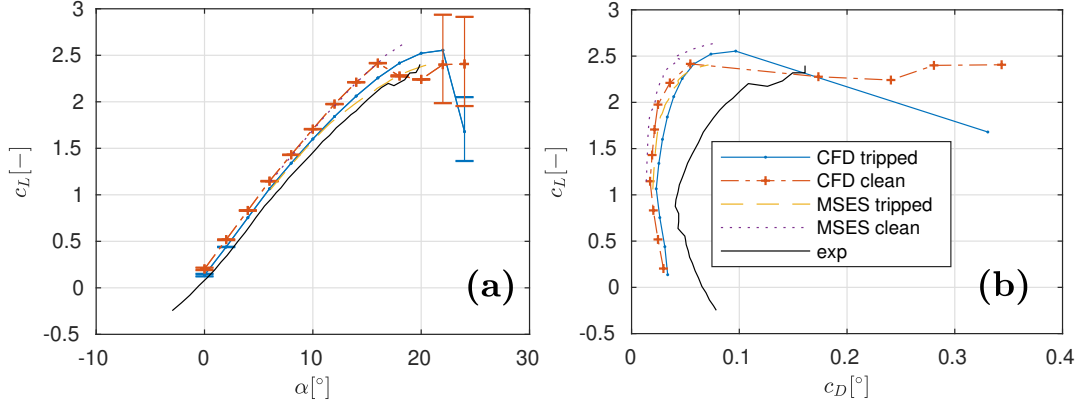 3
2.5
2
1.5
1
0.5
0
-0.5
c_L[−]
-10
0
10
20
30
α[°]
(a)
3
2.5
2
1.5
1
0.5
0
-0.5
c_L[−]
CFD tripped
CFD clean
MSES tripped
MSES clean
exp
(b)
0
0.1
0.2
0.3
0.4
c_D[°]